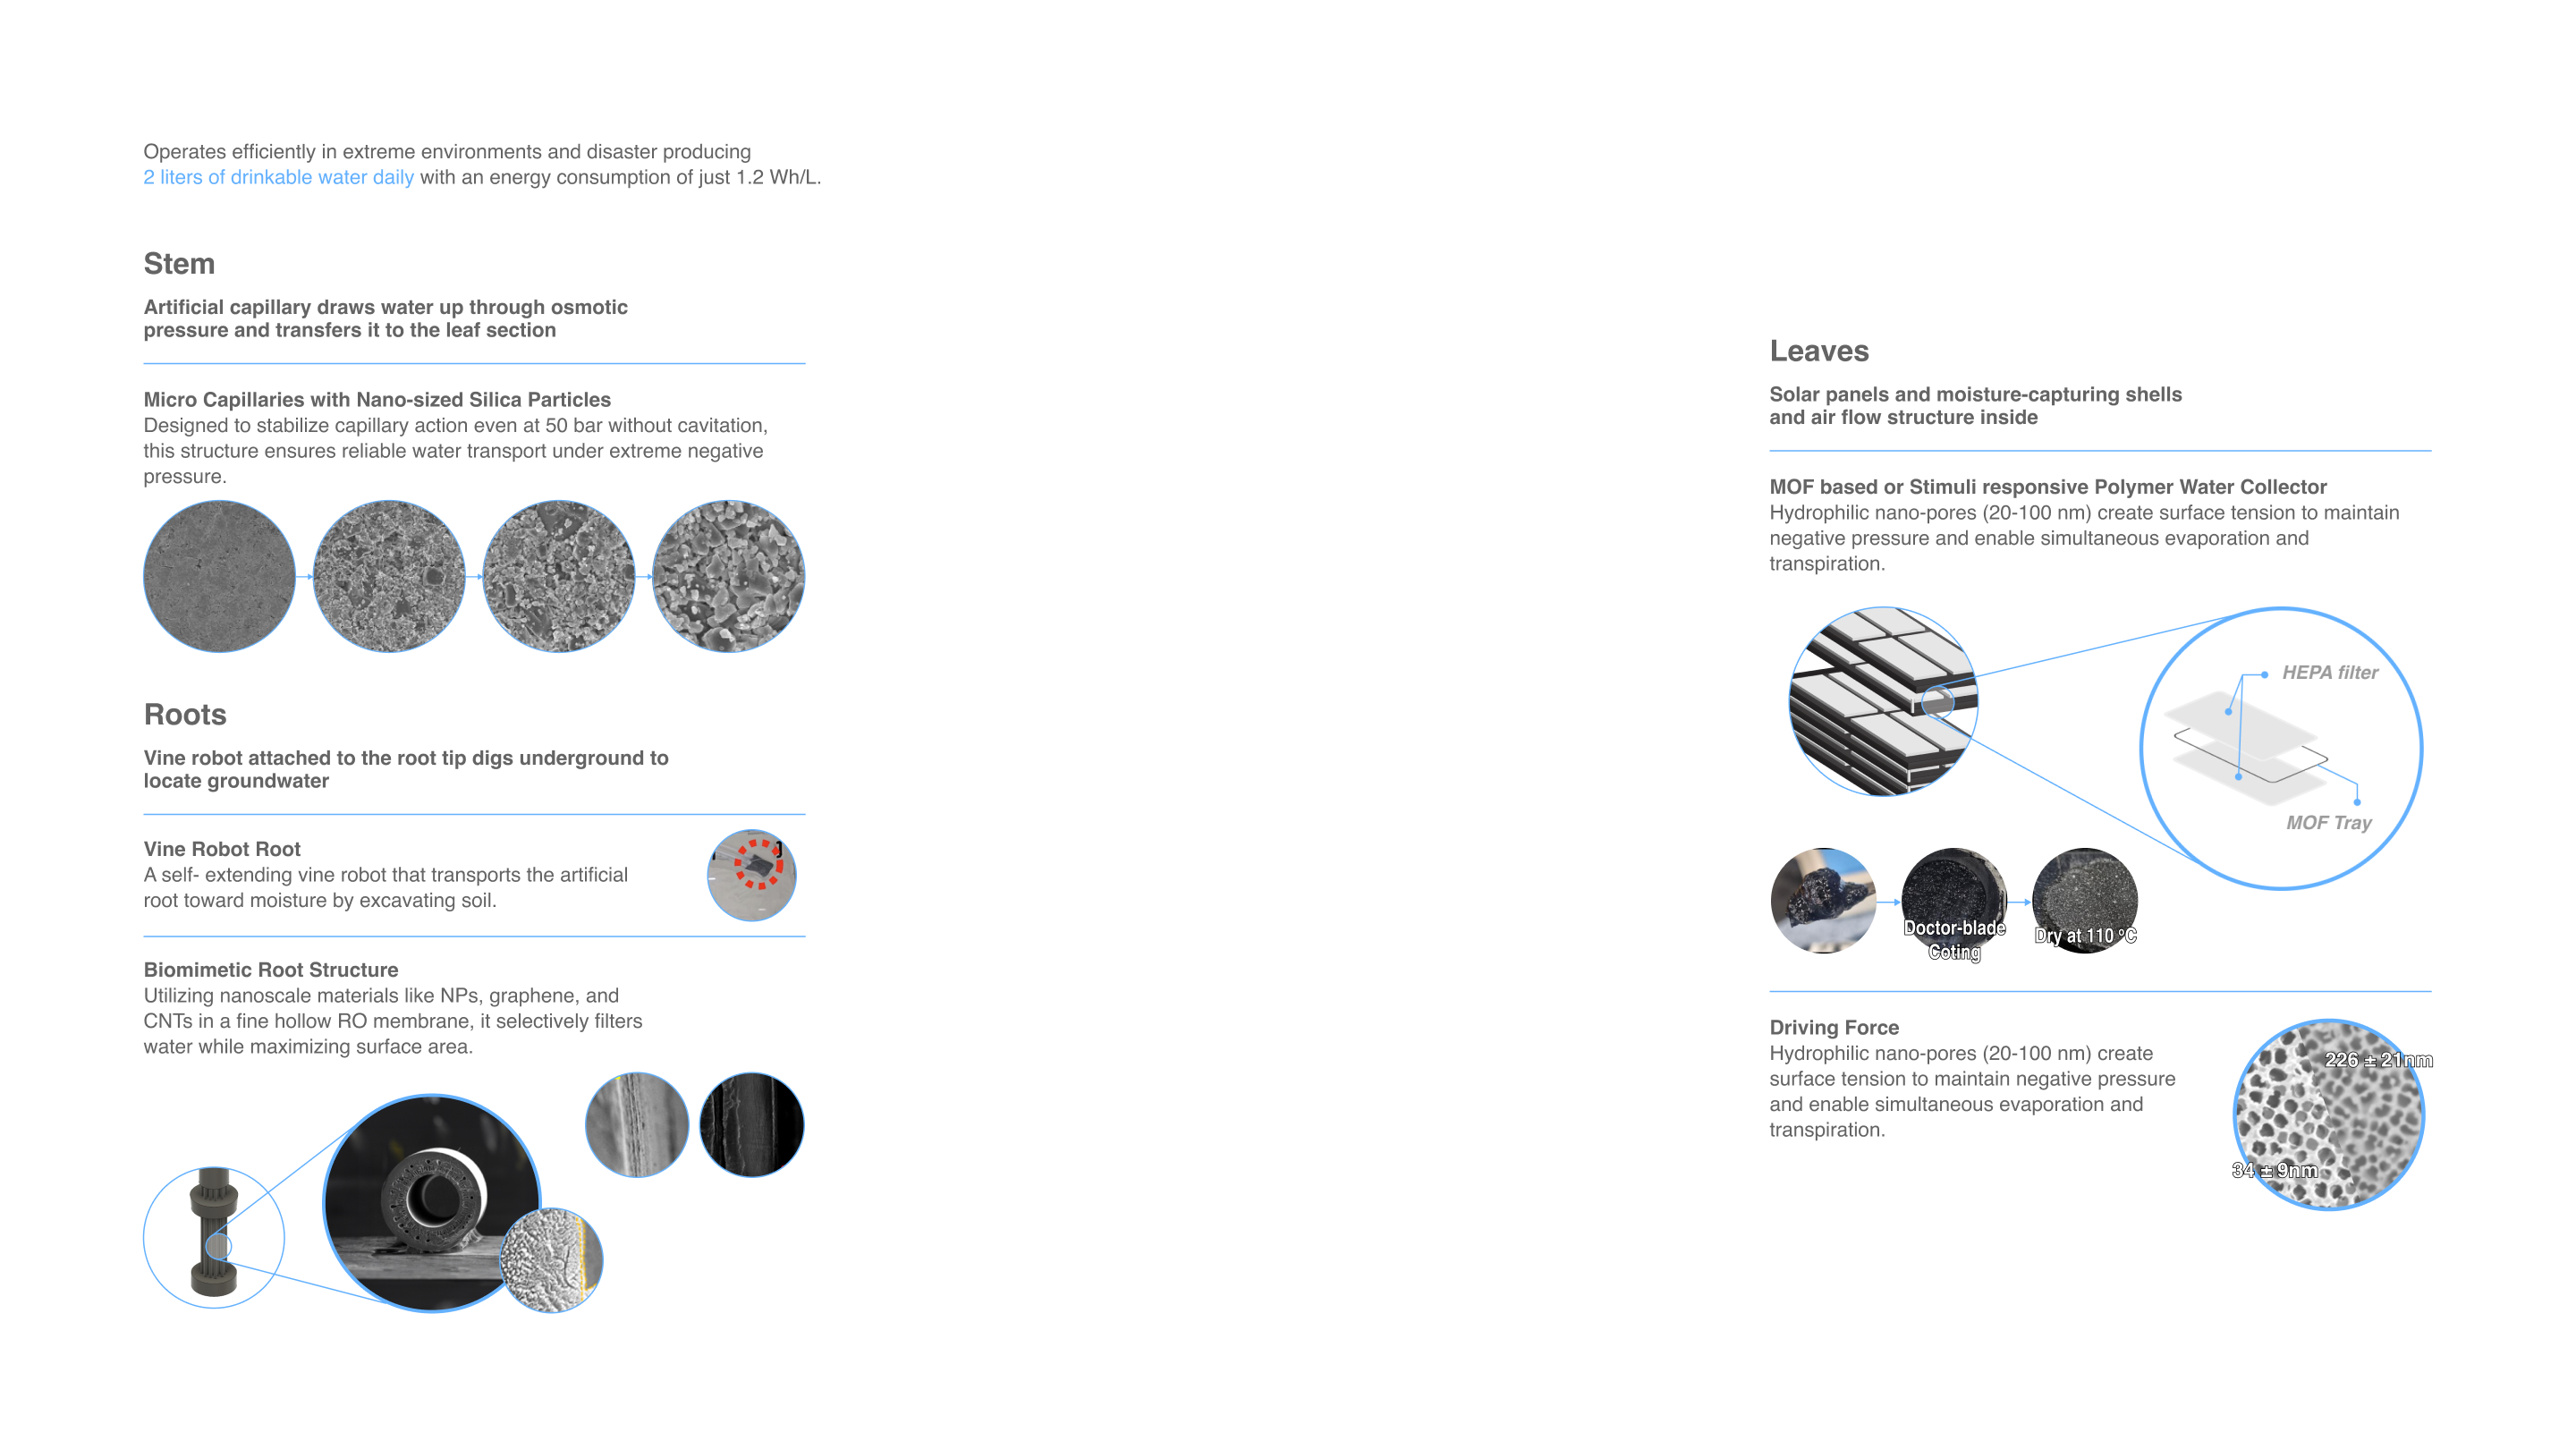 Operates efficiently in extreme environments and disaster producing
2 liters of drinkable water daily with an energy consumption of just 1.2 Wh/L.
Stem
Artificial capillary draws water up through osmotic
pressure and transfers it to the leaf section
Micro Capillaries with Nano-sized Silica Particles
Designed to stabilize capillary action even at 50 bar without cavitation,
this structure ensures reliable water transport under extreme negative
pressure.
Roots
Vine robot attached to the root tip digs underground to
locate groundwater
Vine Robot Root
A self- extending vine robot that transports the artificial
root toward moisture by excavating soil.
Biomimetic Root Structure
Utilizing nanoscale materials like NPs, graphene, and
CNTs in a fine hollow RO membrane, it selectively filters
water while maximizing surface area.
Leaves
Solar panels and moisture-capturing shells
and air flow structure inside
MOF based or Stimuli responsive Polymer Water Collector
Hydrophilic nano-pores (20-100 nm) create surface tension to maintain
negative pressure and enable simultaneous evaporation and
transpiration.
HEPA filter
MOF Tray
Doctor-blade
Coting
Dry at 110 ºC
Driving Force
Hydrophilic nano-pores (20-100 nm) create
surface tension to maintain negative pressure
and enable simultaneous evaporation and
transpiration.
226 ± 21nm
34 ± 9nm